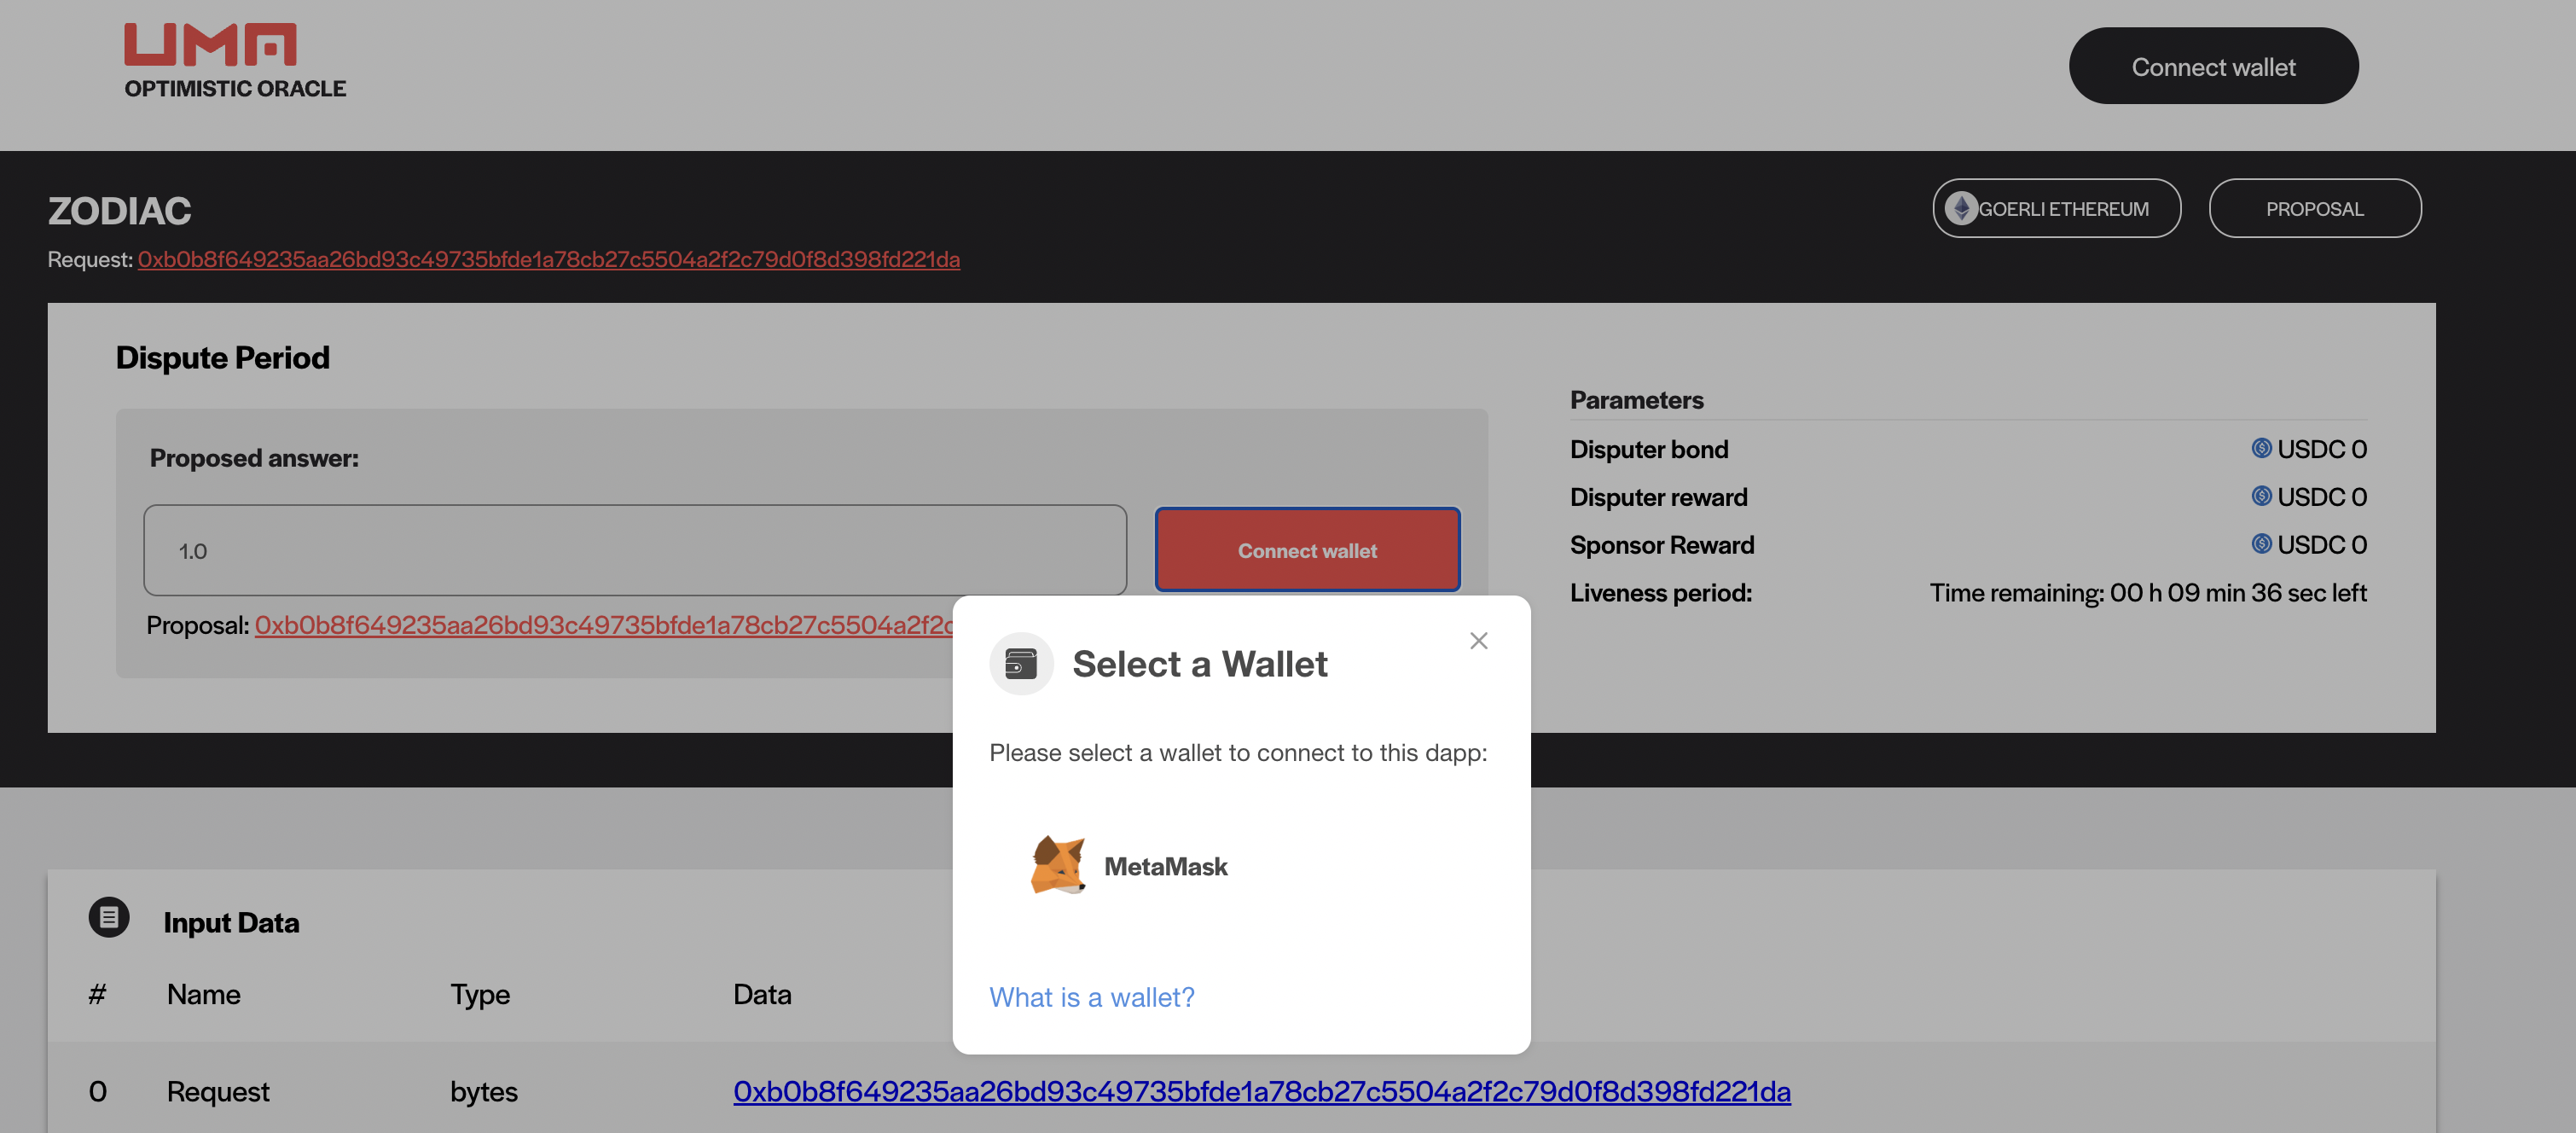 UMA
OPTIMISTIC ORACLE
Connect wallet
ZODIAC
GOERLI ETHEREUM
PROPOSAL
Request: 0xb0b8f649235aa26bd93c49735bfde1a78cb27c5504a2f2c79d0f8d398fd221da
Dispute Period
Proposed answer:
1.0
Connect wallet
Proposal: 0xb0b8f649235aa26bd93c49735bfde1a78cb27c5504a2f2c
Parameters
Disputer bond USDC 0
Disputer reward USDC 0
Sponsor Reward USDC 0
Liveness period: Time remaining: 00 h 09 min 36 sec left
Select a Wallet
Please select a wallet to connect to this dapp:
MetaMask
What is a wallet?
Input Data
# Name Type Data
0 Request bytes 0xb0b8f649235aa26bd93c49735bfde1a78cb27c5504a2f2c79d0f8d398fd221da